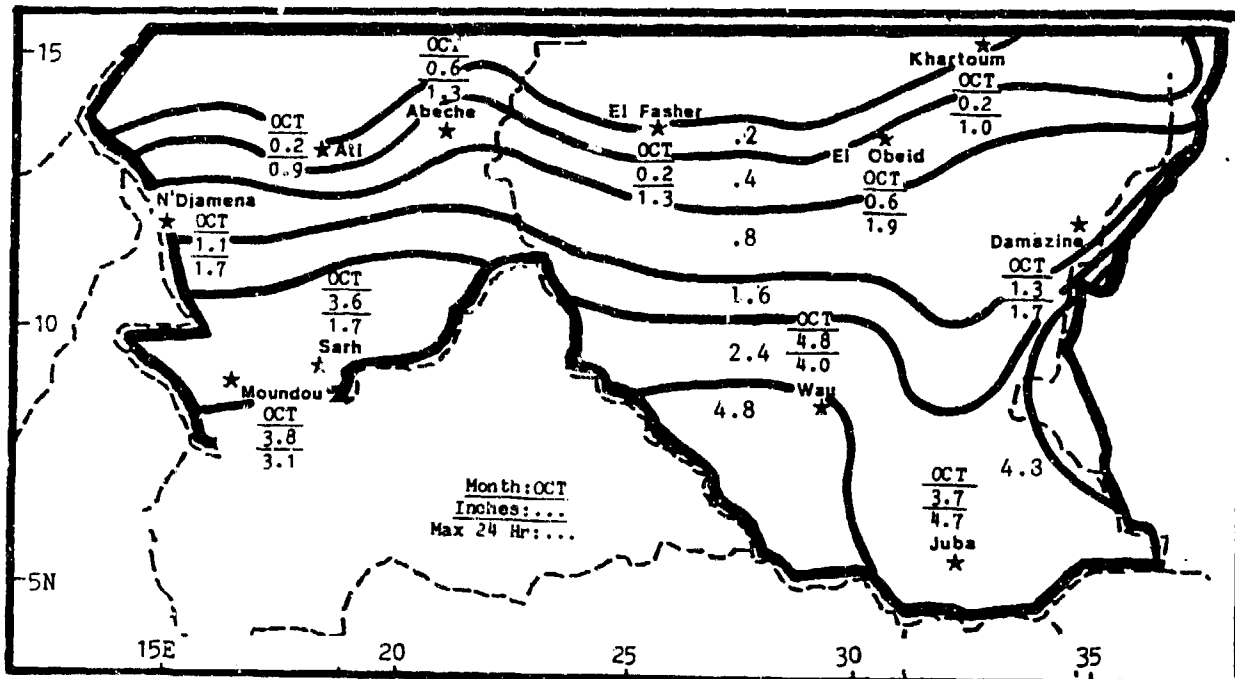 15
Khartoum
OCT
0.6
1.3
Abeche
El Fasher
OCT
0.2
1.0
OCT
0.2
0.9
Ati
.2
El Obeid
OCT
0.2
1.3
.4
OCT
0.6
1.9
N'Djamena
OCT
1.1
1.7
.8
Damazine
OCT
1.3
1.7
OCT
3.6
1.7
1.6
10
OCT
4.8
4.0
2.4
Sarh
Moundou
4.8
Wau
OCT
3.8
3.1
4.3
Month:OCT
Inches:...
Max 24 Hr:...
OCT
3.7
4.7
Juba
5N
15E
20
25
30
35